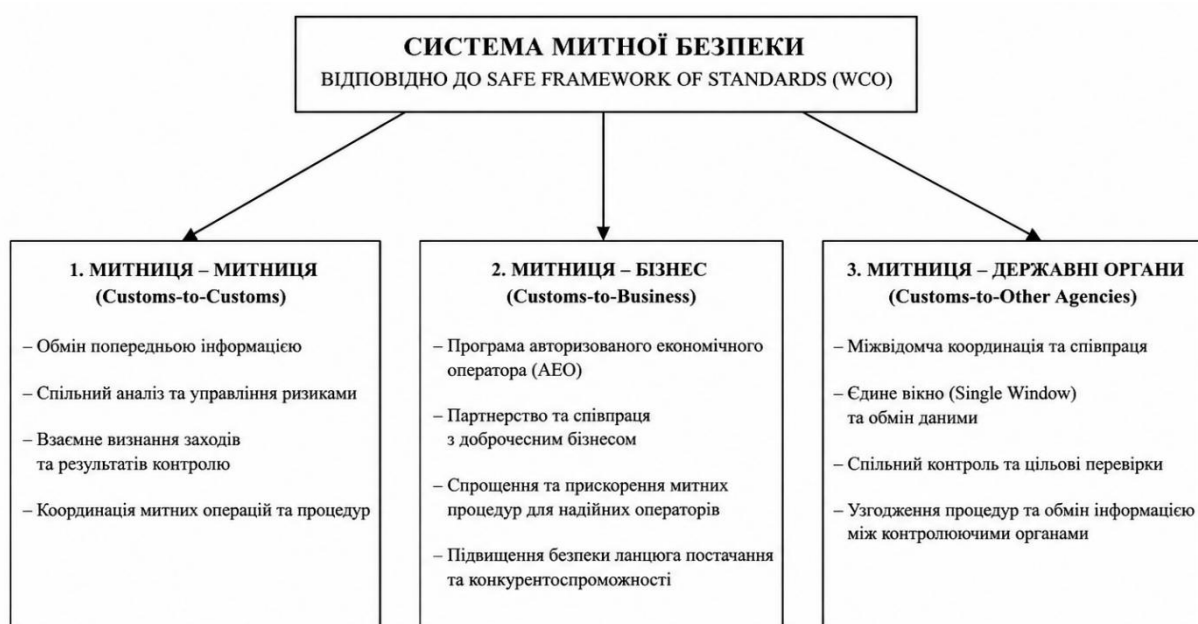 СИСТЕМА МИТНОЇ БЕЗПЕКИ
ВІДПОВІДНО ДО SAFE FRAMEWORK OF STANDARDS (WCO)
1. МИТНИЦЯ – МИТНИЦЯ
(Customs-to-Customs)
– Обмін попередньою інформацією
– Спільний аналіз та управління ризиками
– Взаємне визнання заходів
та результатів контролю
– Координація митних операцій та процедур
2. МИТНИЦЯ – БІЗНЕС
(Customs-to-Business)
– Програма авторизованого економічного
оператора (АЕО)
– Партнерство та співпраця
з доброчесним бізнесом
– Спрощення та прискорення митних
процедур для надійних операторів
– Підвищення безпеки ланцюга постачання
та конкурентоспроможності
3. МИТНИЦЯ – ДЕРЖАВНІ ОРГАНИ
(Customs-to-Other Agencies)
– Міжвідомча координація та співпраця
– Єдине вікно (Single Window)
та обмін даними
– Спільний контроль та цільові перевірки
– Узгодження процедур та обмін інформацією
між контролюючими органами